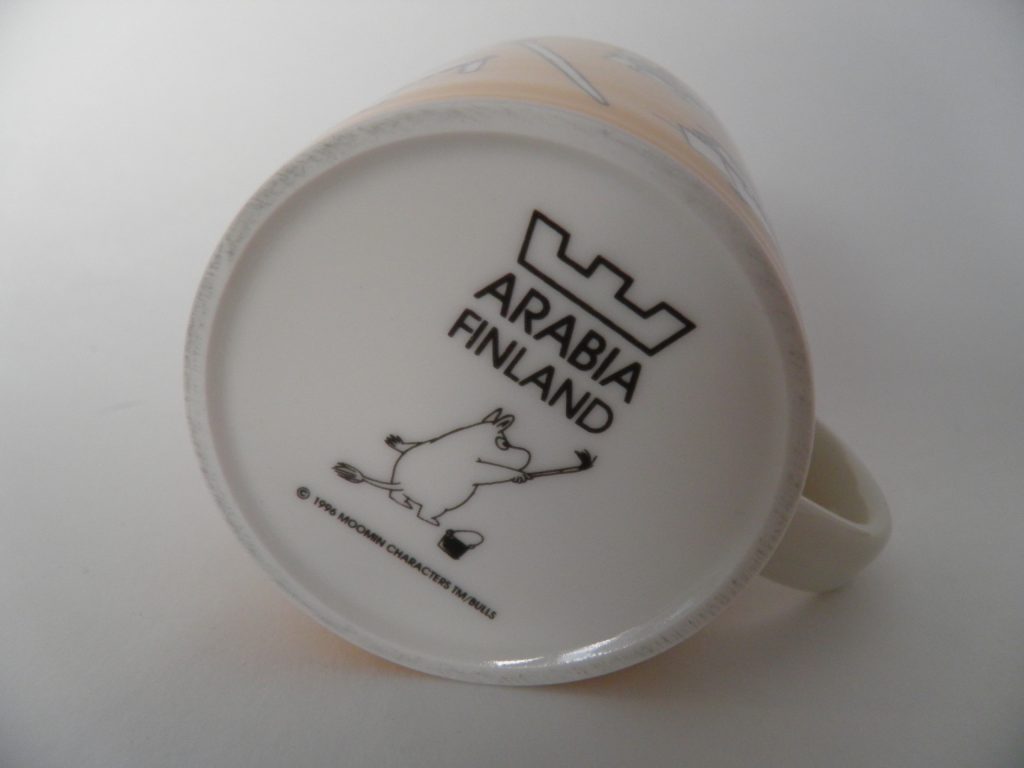 ARABIA
FINLAND
© 1996 MOOMIN CHARACTERS TM/BULLS